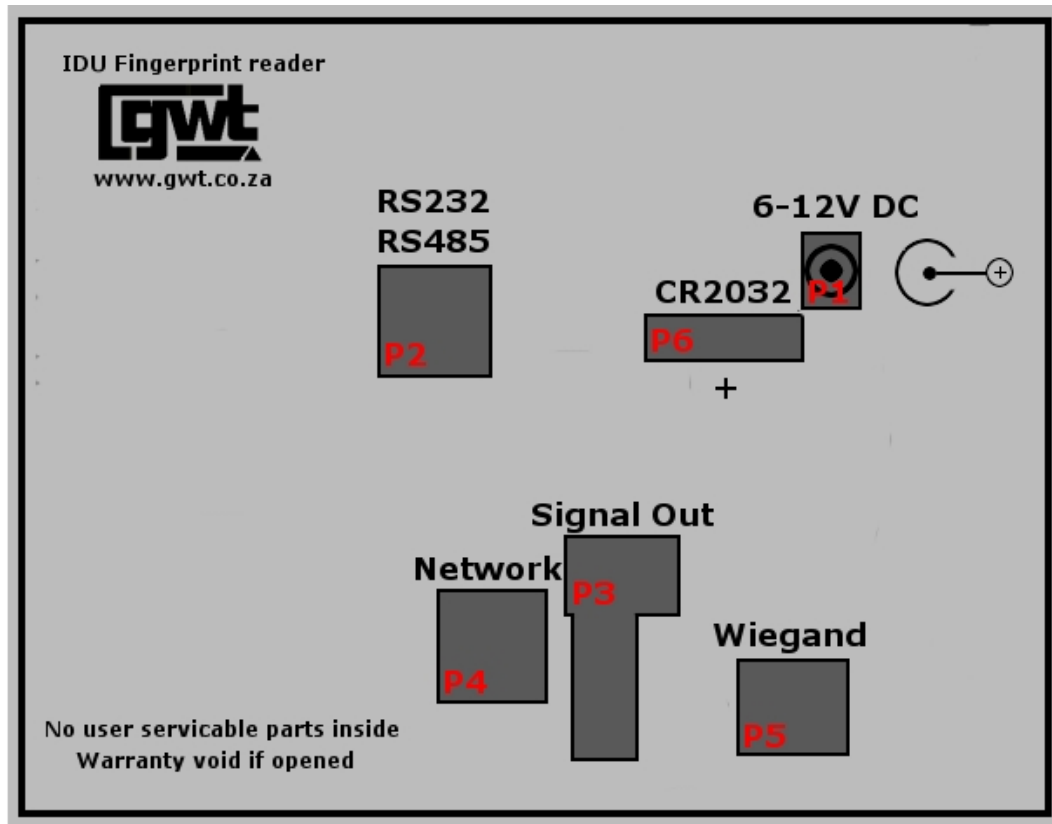 IDU Fingerprint reader
gwt
www.gwt.co.za
RS232
RS485
P2
6-12V DC
P1
+
CR2032
P6
+
Signal Out
P3
Network
P4
Wiegand
P5
No user servicable parts inside
Warranty void if opened